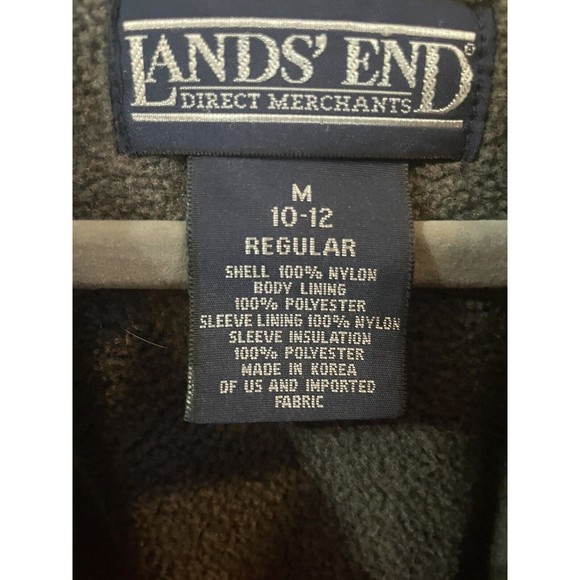 LANDS' END®
DIRECT MERCHANTS
M
10-12
REGULAR
SHELL 100% NYLON
BODY LINING
100% POLYESTER
SLEEVE LINING 100% NYLON
SLEEVE INSULATION
100% POLYESTER
MADE IN KOREA
OF US AND IMPORTED
FABRIC